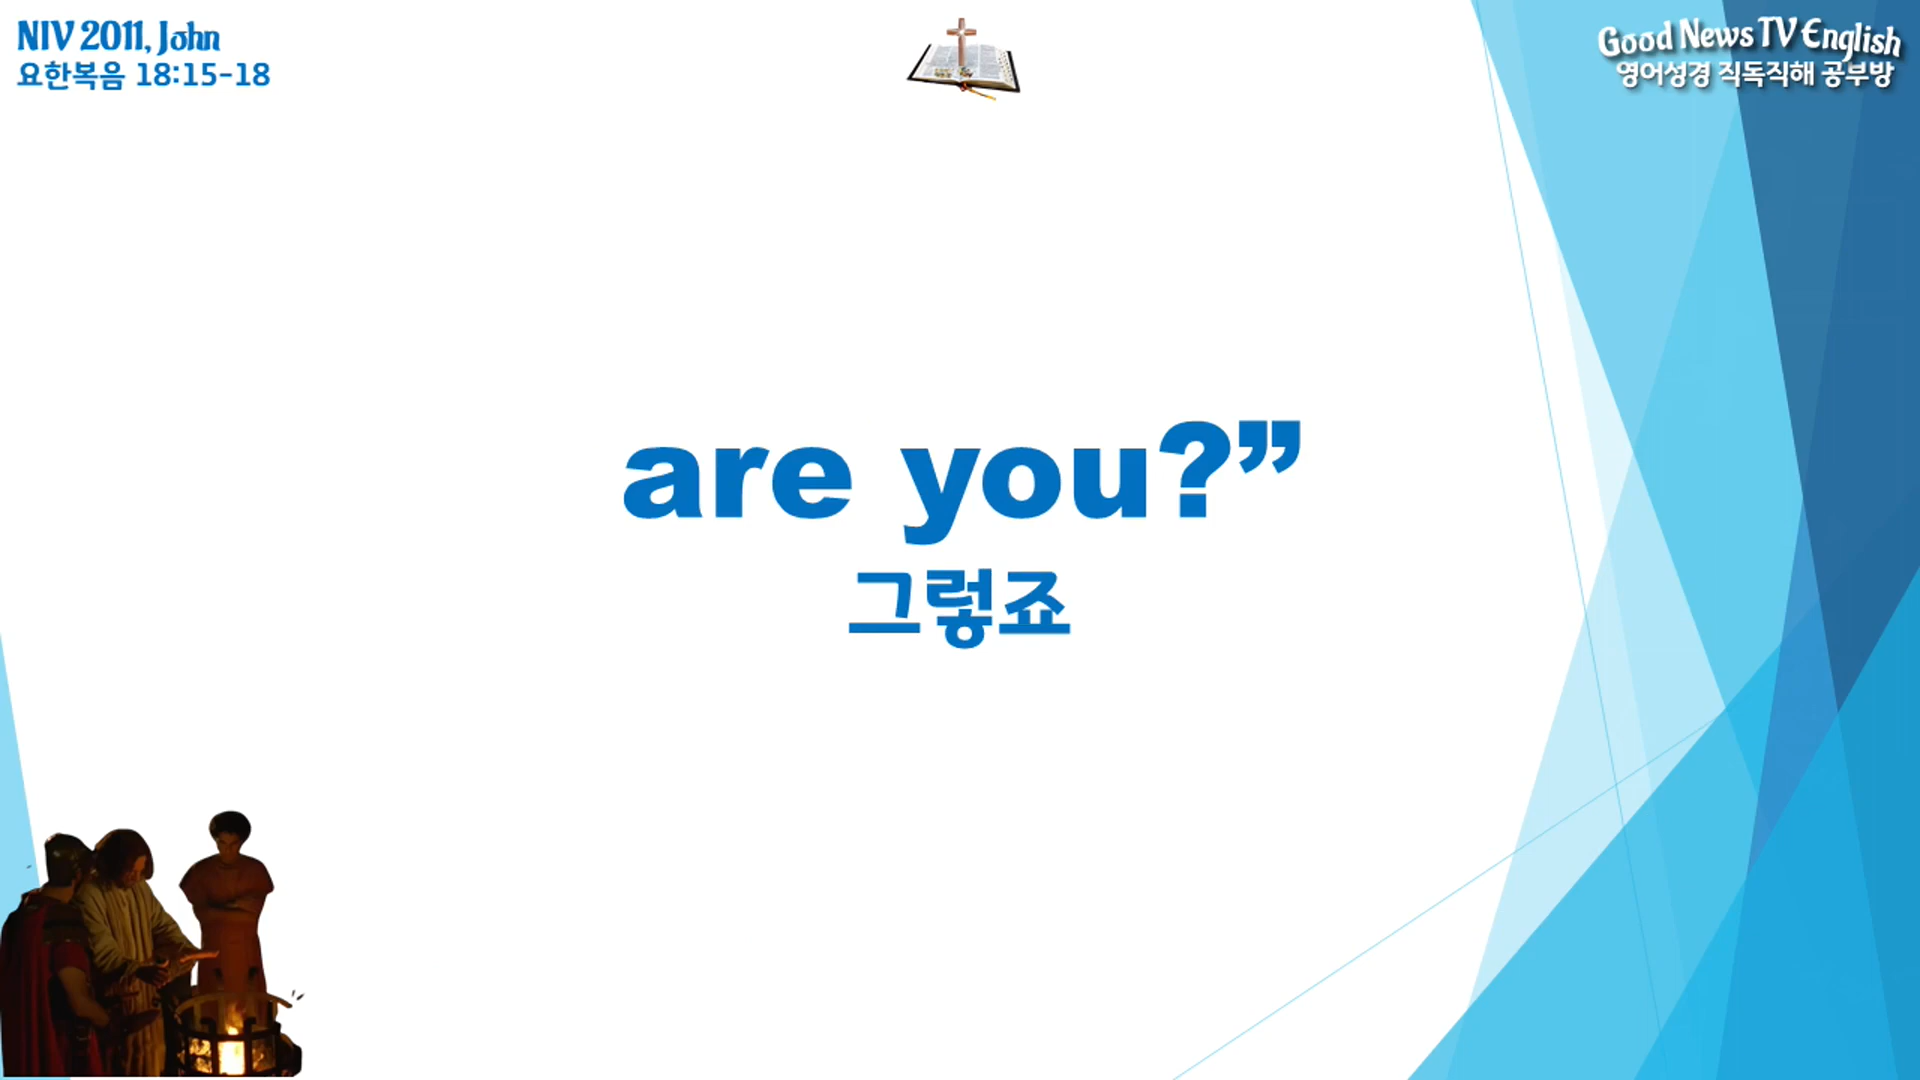 NIV 2011, John
요한복음 18:15-18
Good News TV English
영어성경 직독직해 공부방
are you?”
그렇죠